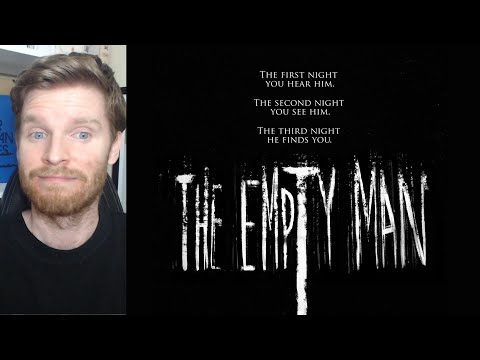 THE FIRST NIGHT
YOU HEAR HIM.
THE SECOND NIGHT
YOU SEE HIM.
THE THIRD NIGHT
HE FINDS YOU.
THE EMPTY MAN